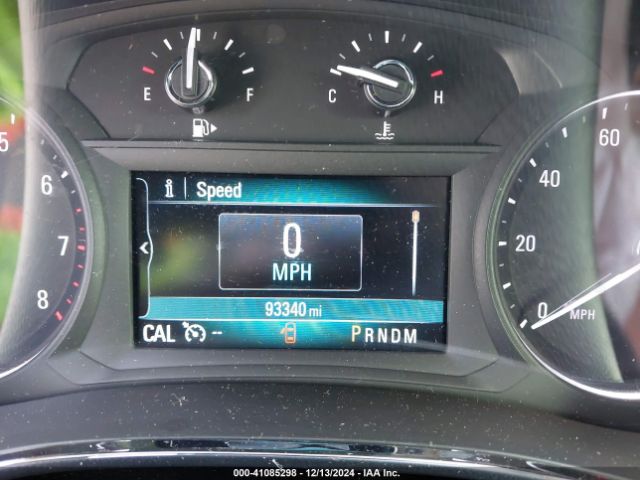 E F
C H
5
6
7
8
i Speed
0
MPH
93340 mi
CAL -- PRNDM
60
40
20
0
MPH
000-41085298 - 12/13/2024 - IAA Inc.